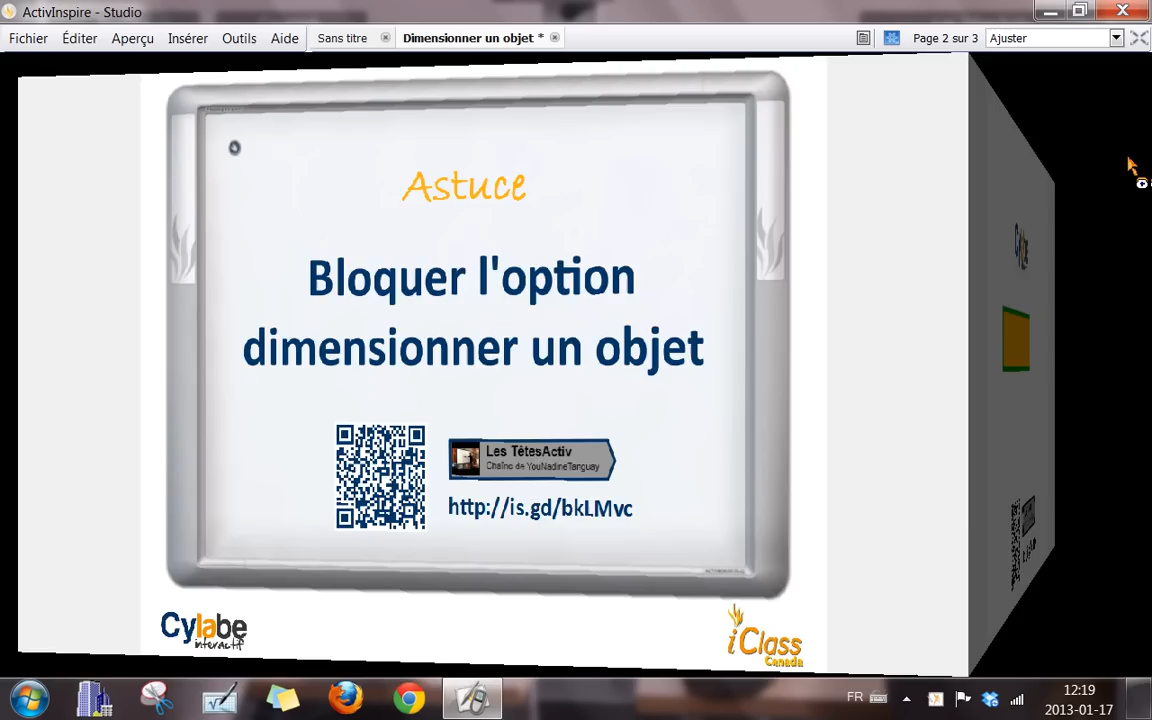 ActivInspire - Studio
Fichier Éditer Aperçu Insérer Outils Aide Sans titre Dimensionner un objet * Page 2 sur 3 Ajuster
Astuce
Bloquer l'option
dimensionner un objet
Les TêtesActiv
Chaîne de YouNadineTanguay
http://is.gd/bkLMvc
Cylabe
interactif
iClass
Canada
FR
12:19
2013-01-17